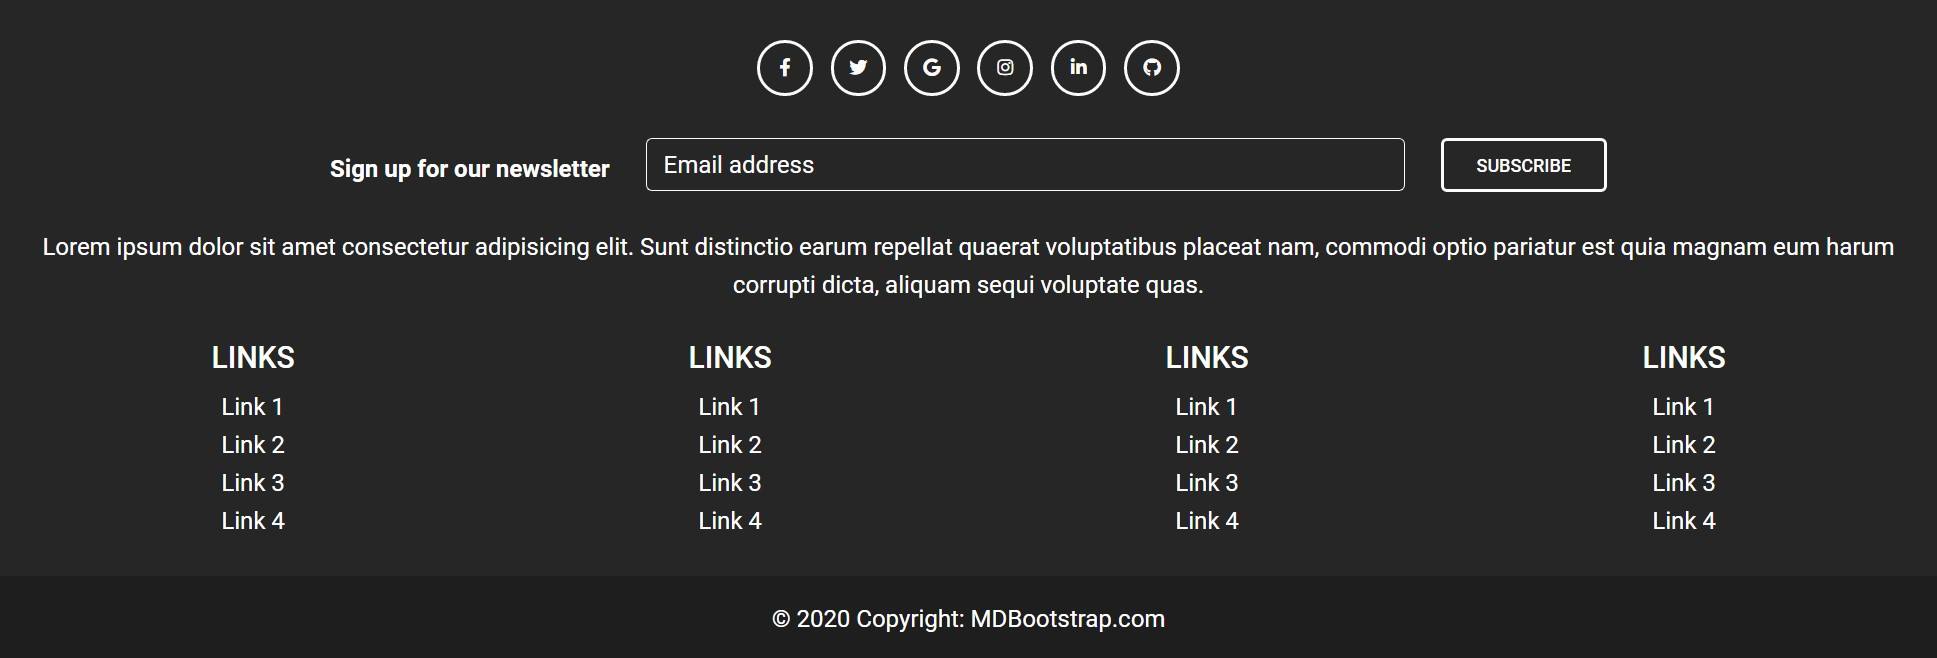 Sign up for our newsletter Email address SUBSCRIBE
Lorem ipsum dolor sit amet consectetur adipisicing elit. Sunt distinctio earum repellat quaerat voluptatibus placeat nam, commodi optio pariatur est quia magnam eum harum
corrupti dicta, aliquam sequi voluptate quas.
LINKS
Link 1
Link 2
Link 3
Link 4
LINKS
Link 1
Link 2
Link 3
Link 4
LINKS
Link 1
Link 2
Link 3
Link 4
LINKS
Link 1
Link 2
Link 3
Link 4
© 2020 Copyright: MDBootstrap.com